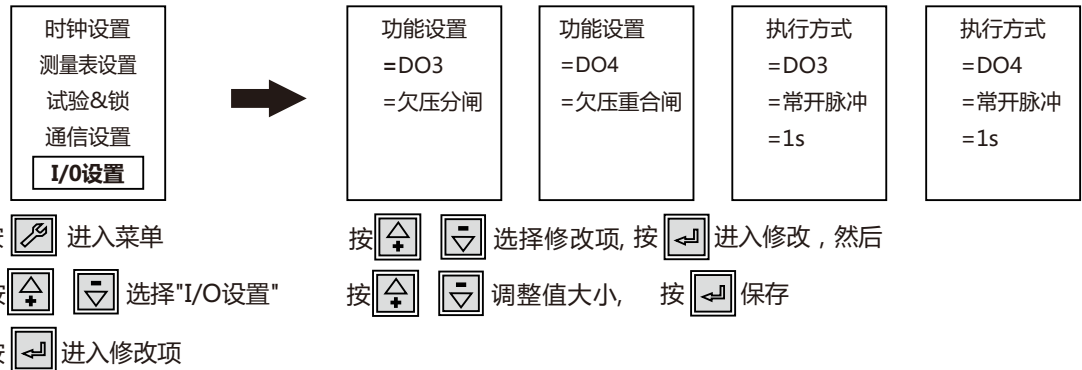 时钟设置
测量表设置
试验&锁
通信设置
I/0设置
功能设置
=DO3
=欠压分闸
功能设置
=DO4
=欠压重合闸
执行方式
=DO3
=常开脉冲
=1s
执行方式
=DO4
=常开脉冲
=1s
进入菜单
选择"I/O设置"
进入修改项
按 选择修改项, 按 进入修改，然后
按 调整值大小, 按 保存